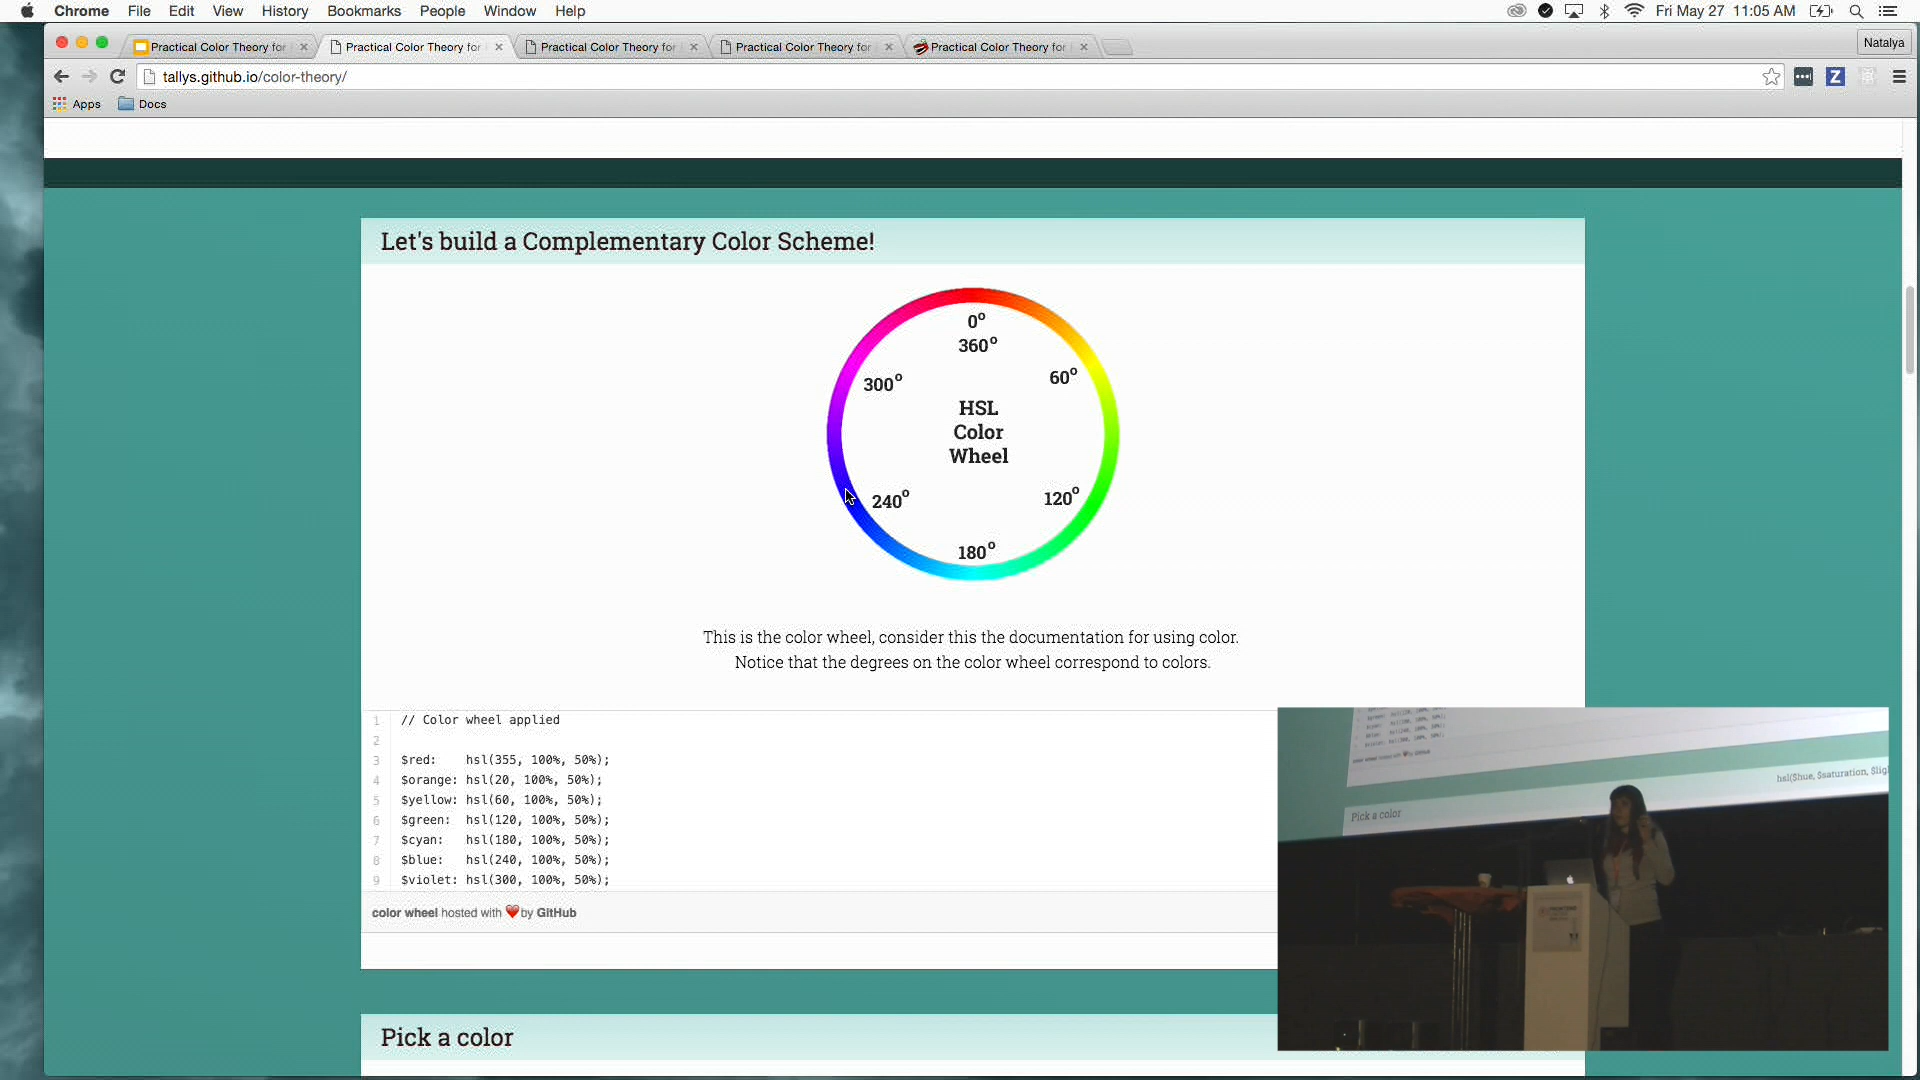 Chrome File Edit View History Bookmarks People Window Help Fri May 27 11:05 AM
Practical Color Theory for Practical Color Theory for Practical Color Theory for Practical Color Theory for Practical Color Theory for Natalya
tallys.github.io/color-theory/
Apps Docs
Let's build a Complementary Color Scheme!
0°
360°
300° 60°
HSL
Color
Wheel
240° 120°
180°
This is the color wheel, consider this the documentation for using color.
Notice that the degrees on the color wheel correspond to colors.
1 // Color wheel applied
2
3 $red: hsl(355, 100%, 50%);
4 $orange: hsl(20, 100%, 50%);
5 $yellow: hsl(60, 100%, 50%);
6 $green: hsl(120, 100%, 50%);
7 $cyan: hsl(180, 100%, 50%);
8 $blue: hsl(240, 100%, 50%);
9 $violet: hsl(300, 100%, 50%);
color wheel hosted with ❤ by GitHub
Pick a color
hsl($hue, $saturation, $lig
Pick a color